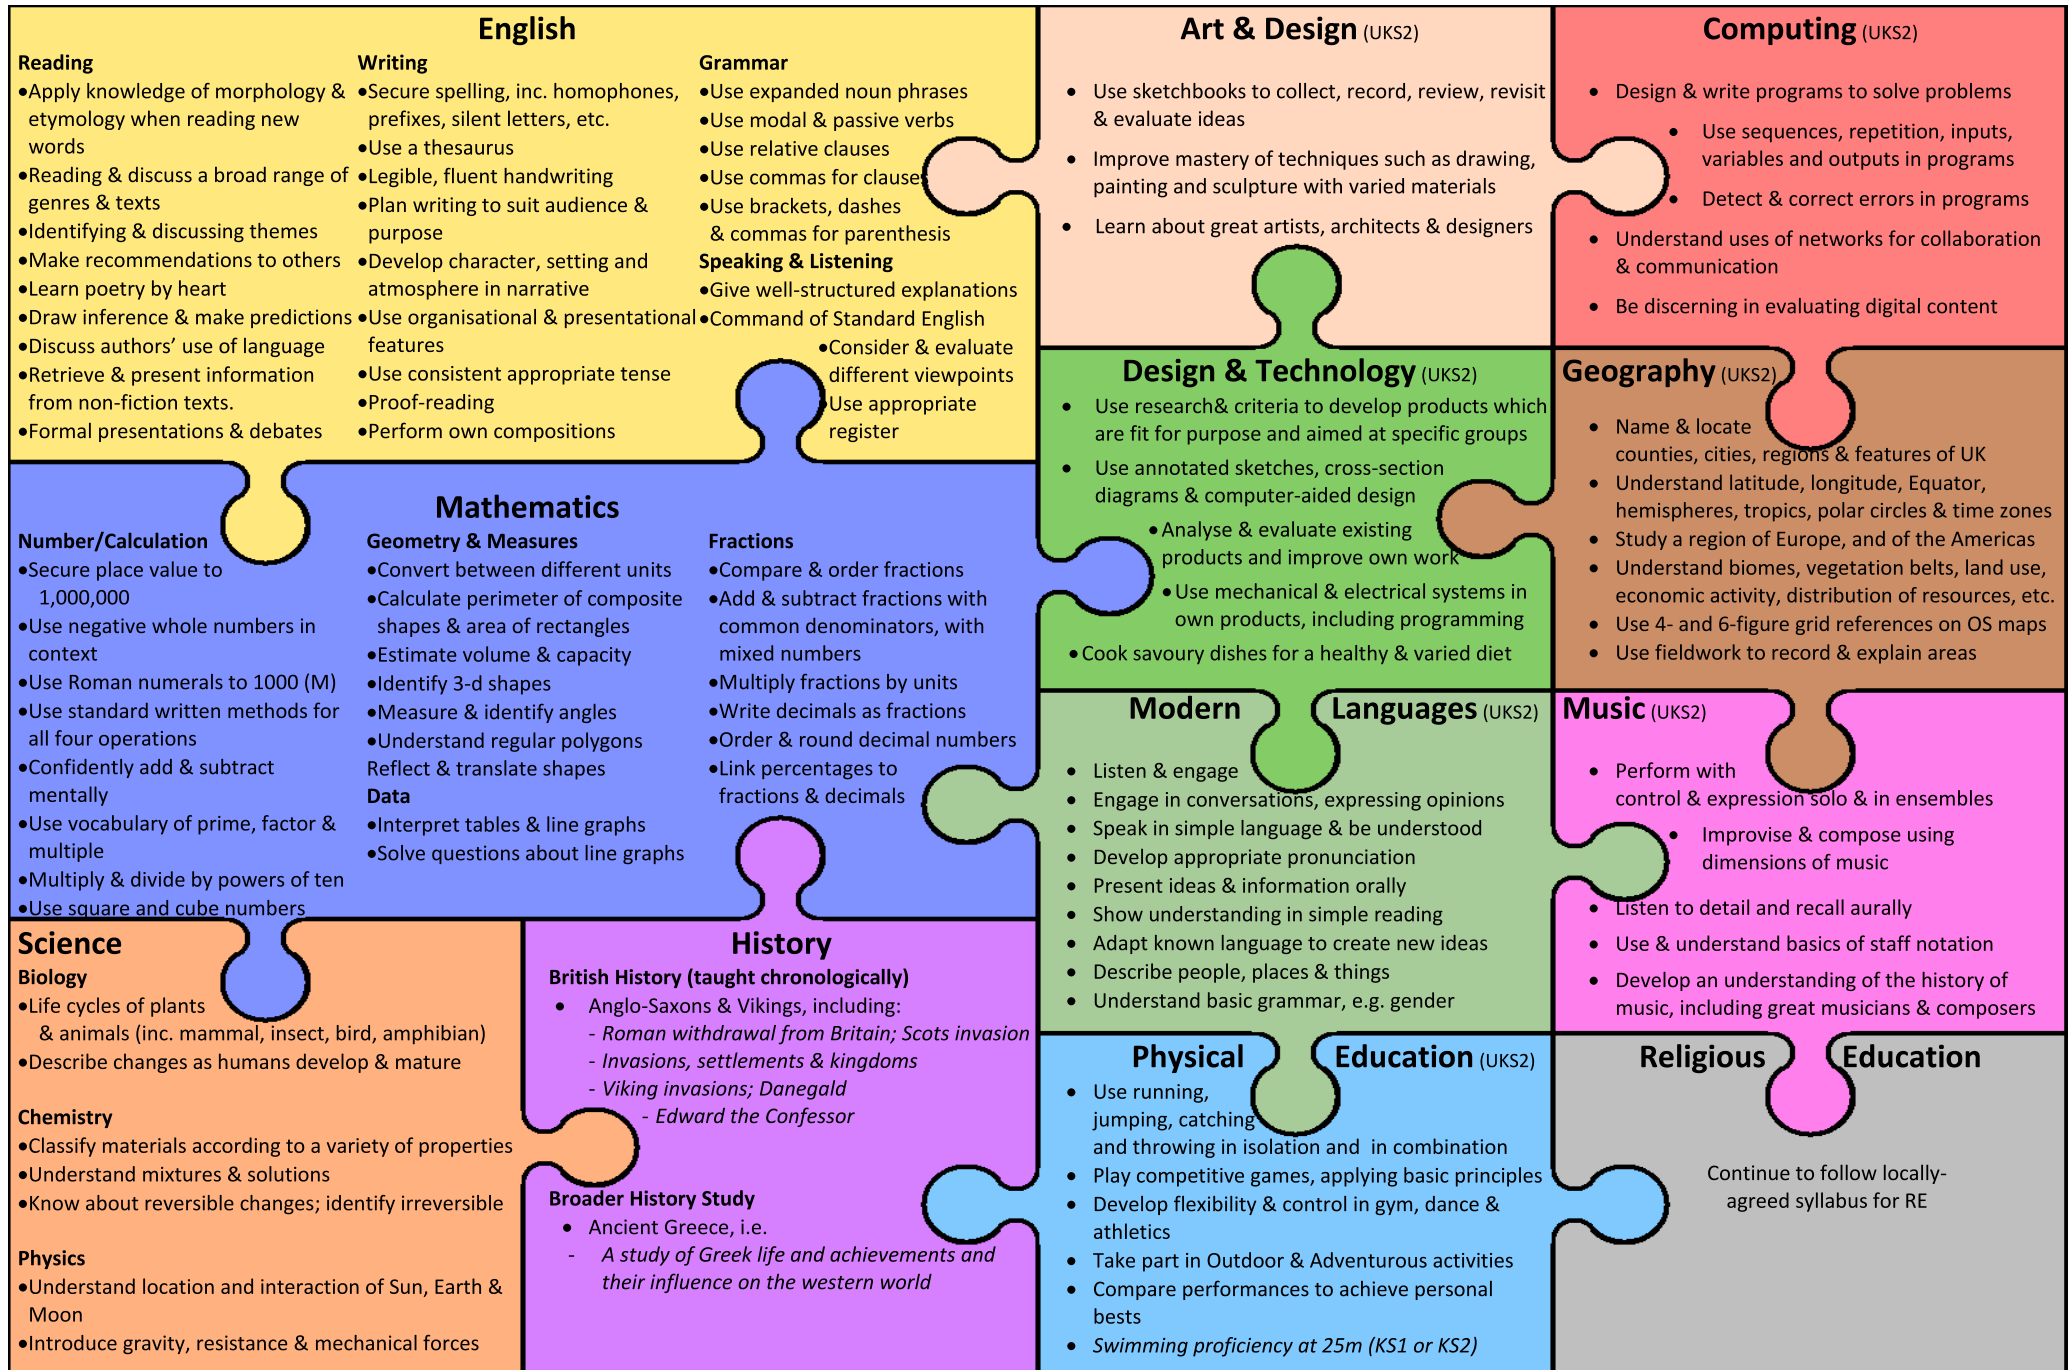 English
Reading
•Apply knowledge of morphology &
etymology when reading new
words
•Reading & discuss a broad range of
genres & texts
•Identifying & discussing themes
•Make recommendations to others
•Learn poetry by heart
•Draw inference & make predictions
•Discuss authors’ use of language
•Retrieve & present information
from non-fiction texts.
•Formal presentations & debates
Writing
•Secure spelling, inc. homophones,
prefixes, silent letters, etc.
•Use a thesaurus
•Legible, fluent handwriting
•Plan writing to suit audience &
purpose
•Develop character, setting and
atmosphere in narrative
•Use organisational & presentational
features
•Use consistent appropriate tense
•Proof-reading
•Perform own compositions
Grammar
•Use expanded noun phrases
•Use modal & passive verbs
•Use relative clauses
•Use commas for clauses
•Use brackets, dashes
& commas for parenthesis
Speaking & Listening
•Give well-structured explanations
•Command of Standard English
•Consider & evaluate
different viewpoints
•Use appropriate
register
Art & Design (UKS2)
• Use sketchbooks to collect, record, review, revisit
& evaluate ideas
• Improve mastery of techniques such as drawing,
painting and sculpture with varied materials
• Learn about great artists, architects & designers
Computing (UKS2)
• Design & write programs to solve problems
• Use sequences, repetition, inputs,
variables and outputs in programs
• Detect & correct errors in programs
• Understand uses of networks for collaboration
& communication
• Be discerning in evaluating digital content
Mathematics
Number/Calculation
•Secure place value to
1,000,000
•Use negative whole numbers in
context
•Use Roman numerals to 1000 (M)
•Use standard written methods for
all four operations
•Confidently add & subtract
mentally
•Use vocabulary of prime, factor &
multiple
•Multiply & divide by powers of ten
•Use square and cube numbers
Geometry & Measures
•Convert between different units
•Calculate perimeter of composite
shapes & area of rectangles
•Estimate volume & capacity
•Identify 3-d shapes
•Measure & identify angles
•Understand regular polygons
Reflect & translate shapes
Data
•Interpret tables & line graphs
•Solve questions about line graphs
Fractions
•Compare & order fractions
•Add & subtract fractions with
common denominators, with
mixed numbers
•Multiply fractions by units
•Write decimals as fractions
•Order & round decimal numbers
•Link percentages to
fractions & decimals
Design & Technology (UKS2)
• Use research& criteria to develop products which
are fit for purpose and aimed at specific groups
• Use annotated sketches, cross-section
diagrams & computer-aided design
•Analyse & evaluate existing
products and improve own work
•Use mechanical & electrical systems in
own products, including programming
•Cook savoury dishes for a healthy & varied diet
Geography (UKS2)
• Name & locate
counties, cities, regions & features of UK
• Understand latitude, longitude, Equator,
hemispheres, tropics, polar circles & time zones
• Study a region of Europe, and of the Americas
• Understand biomes, vegetation belts, land use,
economic activity, distribution of resources, etc.
• Use 4- and 6-figure grid references on OS maps
• Use fieldwork to record & explain areas
Modern Languages (UKS2)
• Listen & engage
• Engage in conversations, expressing opinions
• Speak in simple language & be understood
• Develop appropriate pronunciation
• Present ideas & information orally
• Show understanding in simple reading
• Adapt known language to create new ideas
• Describe people, places & things
• Understand basic grammar, e.g. gender
Music (UKS2)
• Perform with
control & expression solo & in ensembles
• Improvise & compose using
dimensions of music
• Listen to detail and recall aurally
• Use & understand basics of staff notation
• Develop an understanding of the history of
music, including great musicians & composers
Science
Biology
•Life cycles of plants
& animals (inc. mammal, insect, bird, amphibian)
•Describe changes as humans develop & mature
Chemistry
•Classify materials according to a variety of properties
•Understand mixtures & solutions
•Know about reversible changes; identify irreversible
Physics
•Understand location and interaction of Sun, Earth &
Moon
•Introduce gravity, resistance & mechanical forces
History
British History (taught chronologically)
• Anglo-Saxons & Vikings, including:
- Roman withdrawal from Britain; Scots invasion
- Invasions, settlements & kingdoms
- Viking invasions; Danegald
- Edward the Confessor
Broader History Study
• Ancient Greece, i.e.
- A study of Greek life and achievements and
their influence on the western world
Physical Education (UKS2)
• Use running,
jumping, catching
and throwing in isolation and in combination
• Play competitive games, applying basic principles
• Develop flexibility & control in gym, dance &
athletics
• Take part in Outdoor & Adventurous activities
• Compare performances to achieve personal
bests
• Swimming proficiency at 25m (KS1 or KS2)
Religious Education
Continue to follow locally-
agreed syllabus for RE